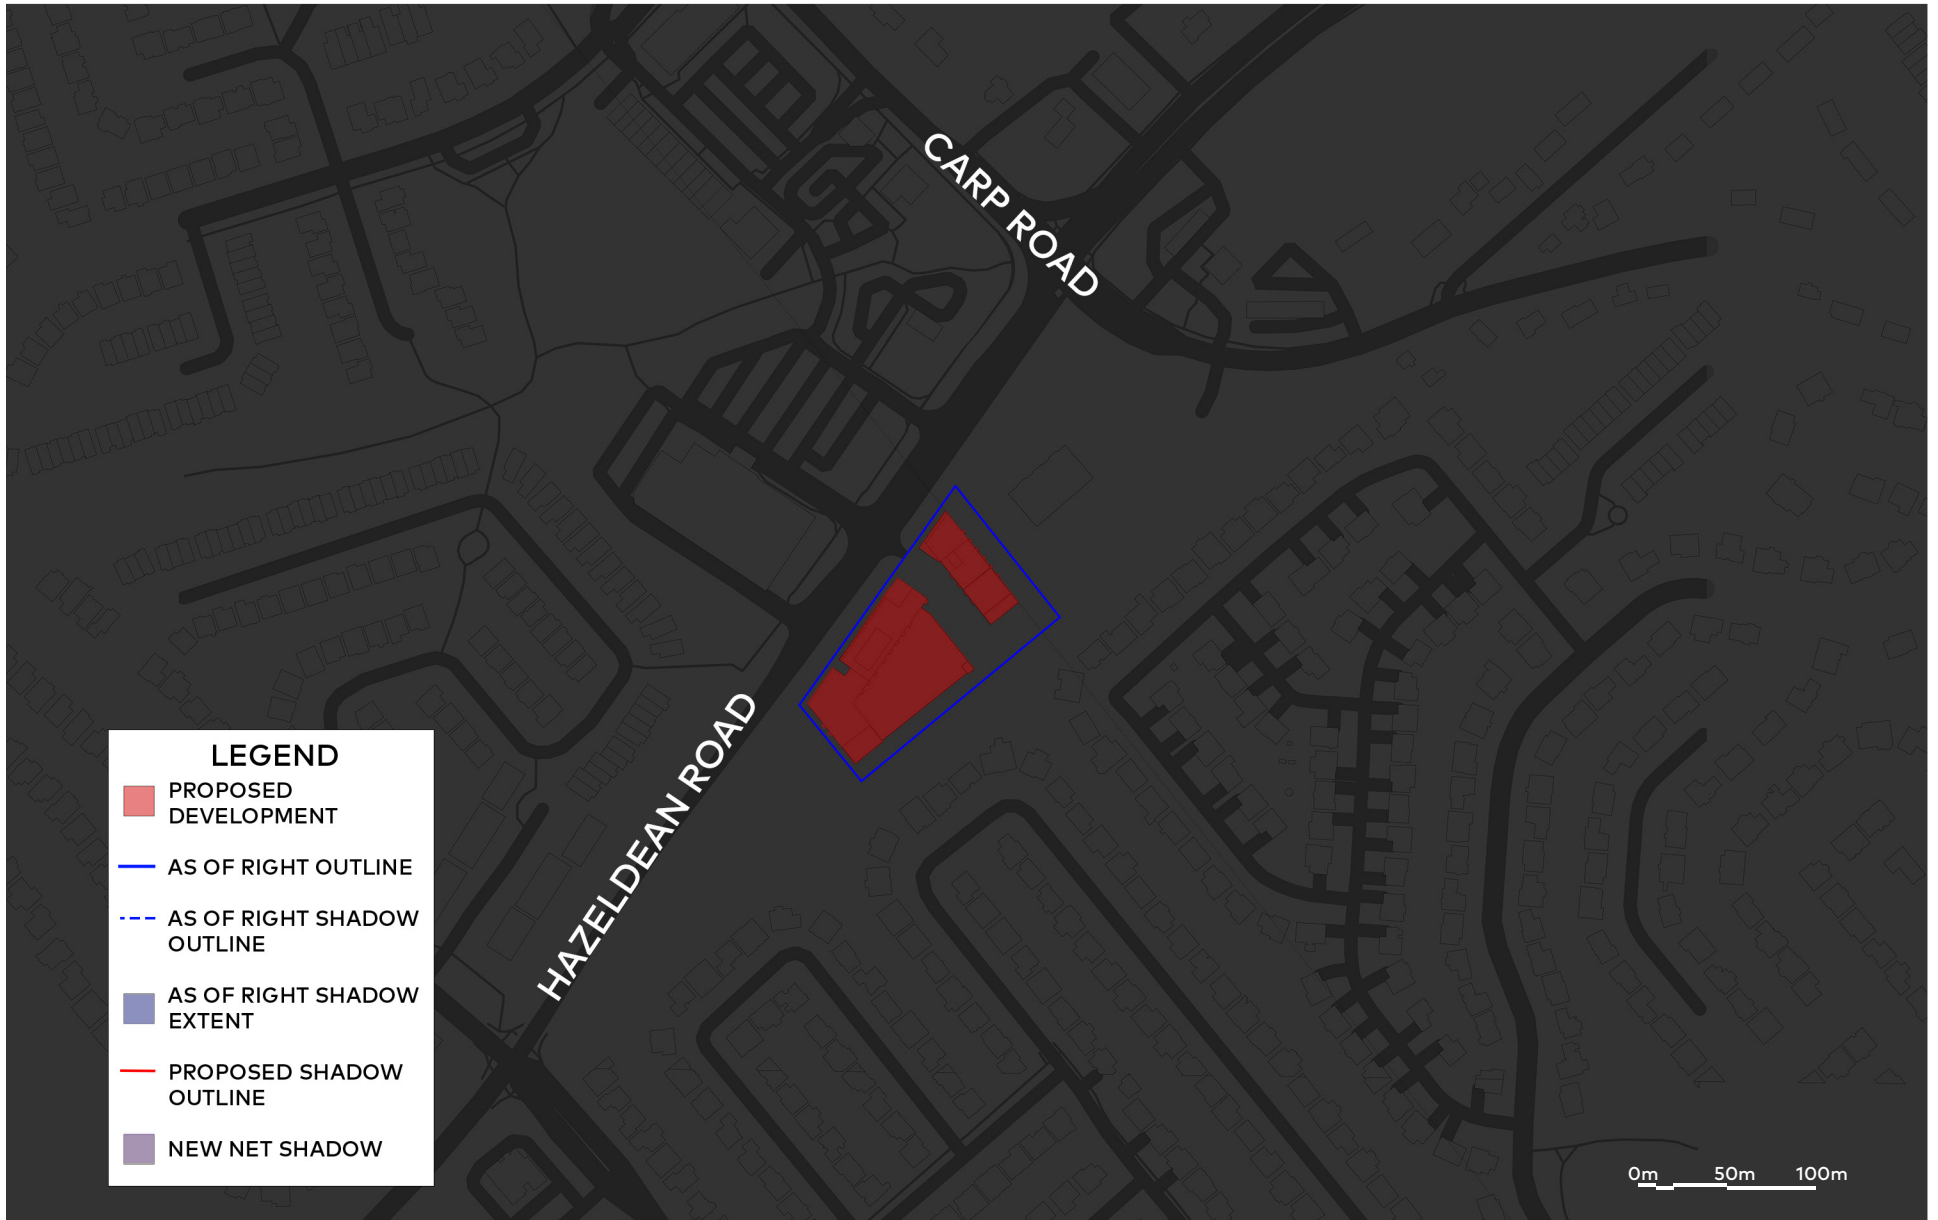 CARP ROAD
HAZELDEAN ROAD
LEGEND
PROPOSED
DEVELOPMENT
AS OF RIGHT OUTLINE
AS OF RIGHT SHADOW
OUTLINE
AS OF RIGHT SHADOW
EXTENT
PROPOSED SHADOW
OUTLINE
NEW NET SHADOW
0m 50m 100m